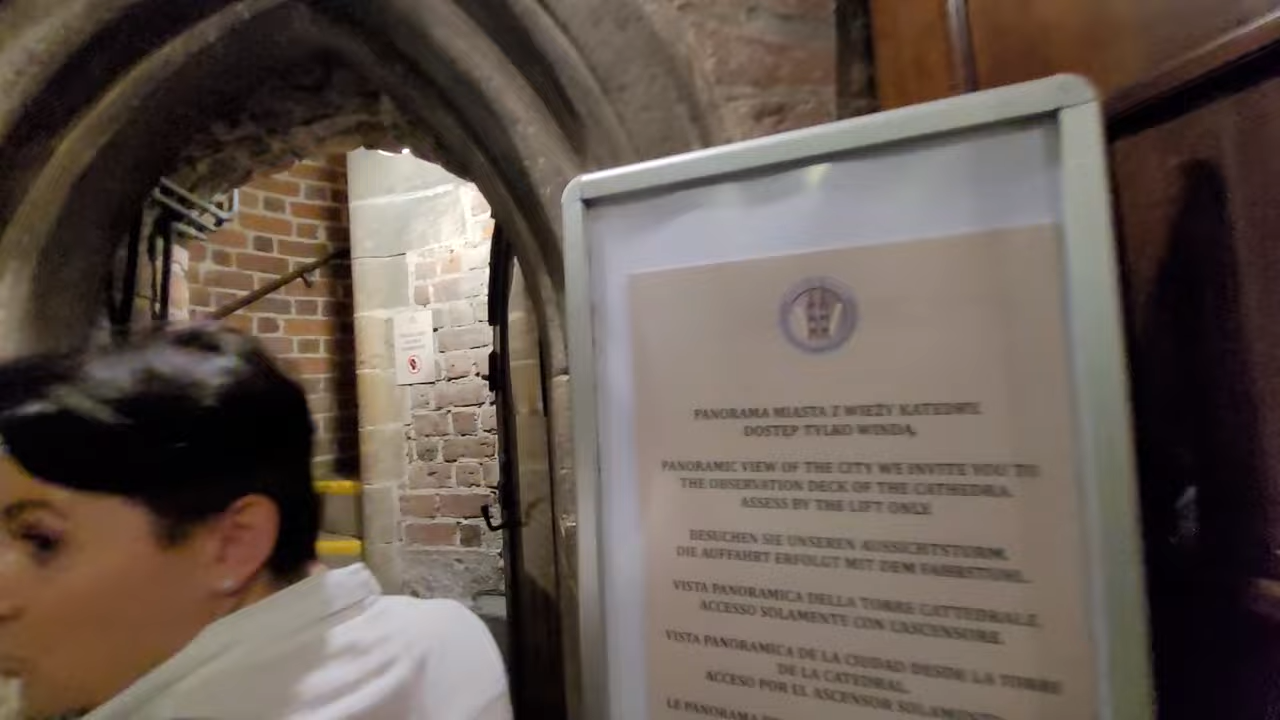 PANORAMA MIASTA Z WIEŻY KATEDRY.
DOSTĘP TYLKO WINDĄ.
PANORAMIC VIEW OF THE CITY WE INVITE YOU TO
THE OBSERVATION DECK OF THE CATHEDRA.
ASSESS BY THE LIFT ONLY
BESUCHEN SIE UNSEREN AUSSICHTSTURM.
DIE AUFFAHRT ERFOLGT MIT DEM FAHRSTUHL.
VISTA PANORAMICA DELLA TORRE CATTEDRALE.
ACCESSO SOLAMENTE CON L'ASCENSORE.
VISTA PANORAMICA DE LA CIUDAD DESDE LA TORRE
DE LA CATEDRAL.
ACCESO POR EL ASCENSOR SOLAMENTE
LE PANORAMA